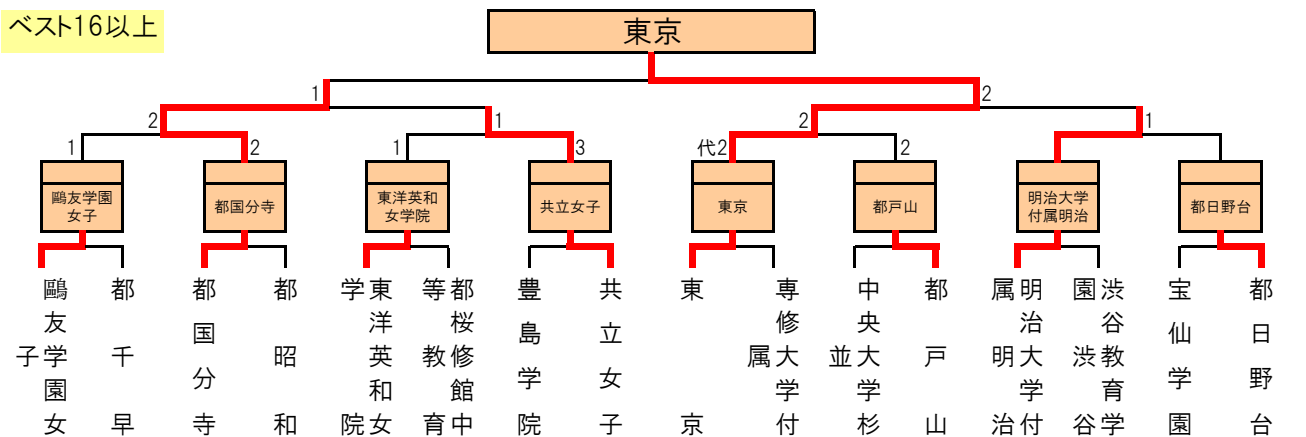 ベスト16以上
東京
1
2
2
1
2
1
1
2
1
3
代2
2
鷗友学園
女子
都国分寺
東洋英和
女学院
共立女子
東京
都戸山
明治大学
付属明治
都日野台
鷗友学園女
子
都千早
都国分寺
都昭和
東洋英和女
学院
都桜修館中
等教育
豊島学院
共立女子
東京
専修大学付
属
中央大学杉
並
都戸山
明治大学付
属明治
渋谷教育学
園渋谷
宝仙学園
都日野台